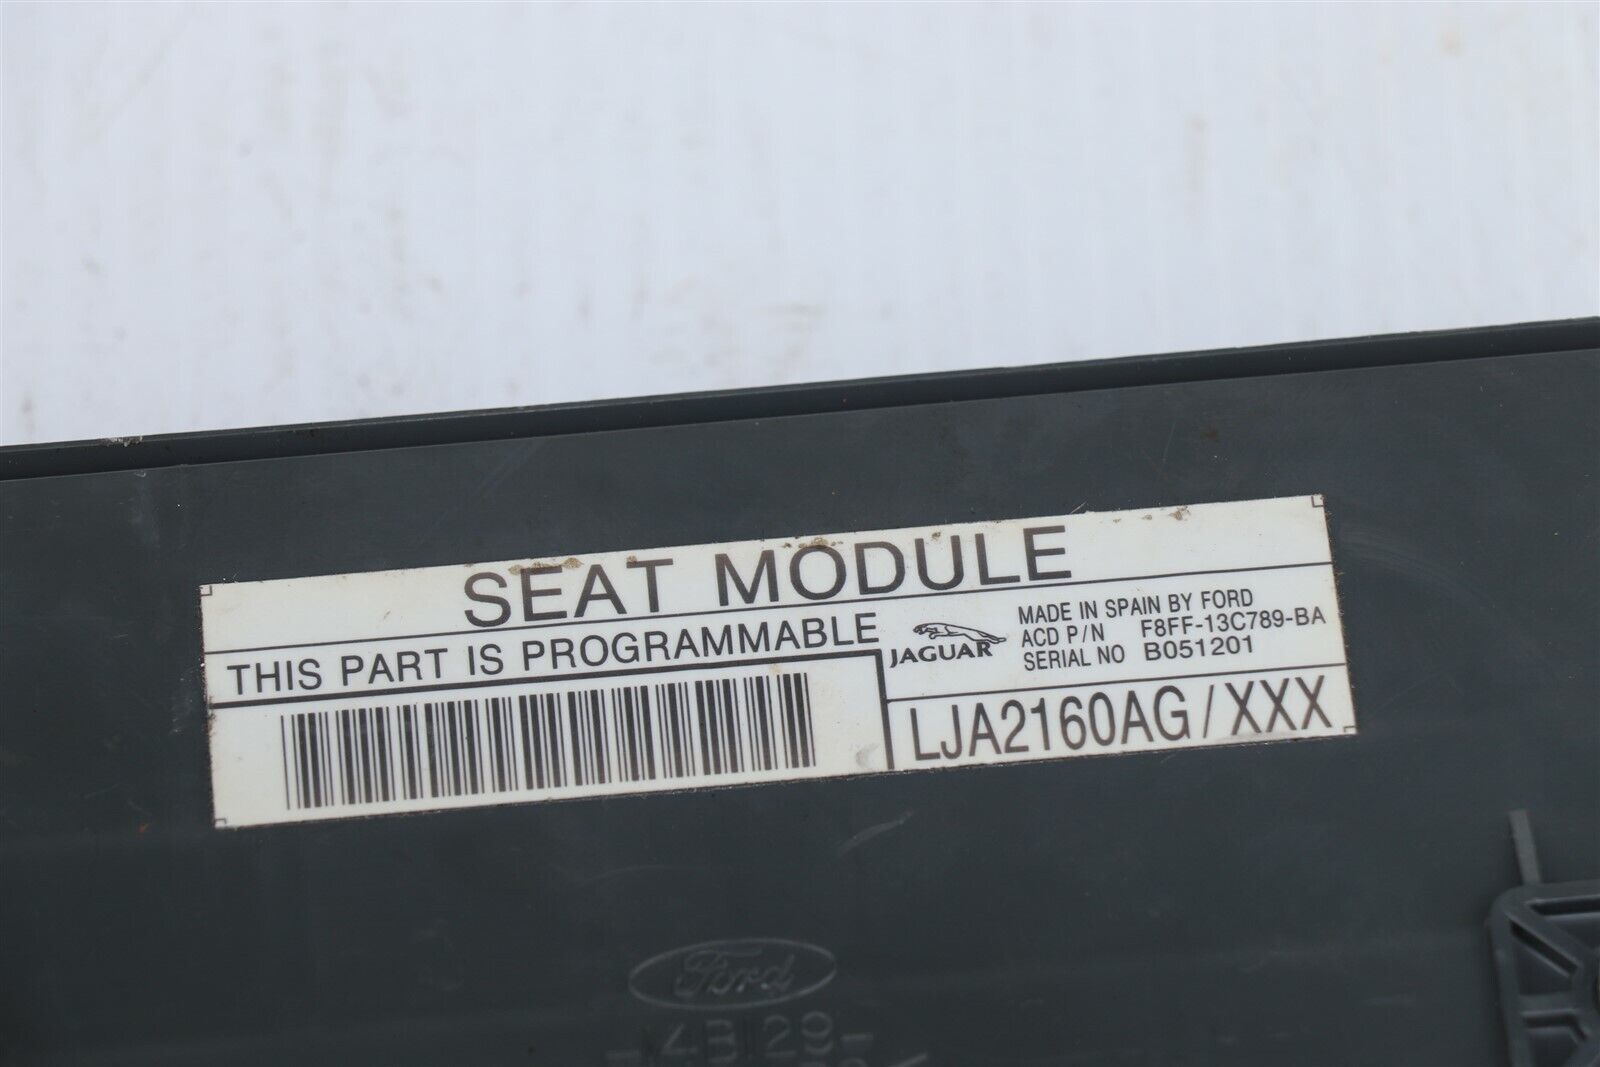 SEAT MODULE
THIS PART IS PROGRAMMABLE
JAGUAR
MADE IN SPAIN BY FORD
ACD P/N F8FF-13C789-BA
SERIAL NO B051201
LJA2160AG/XXX
Ford
14B129-